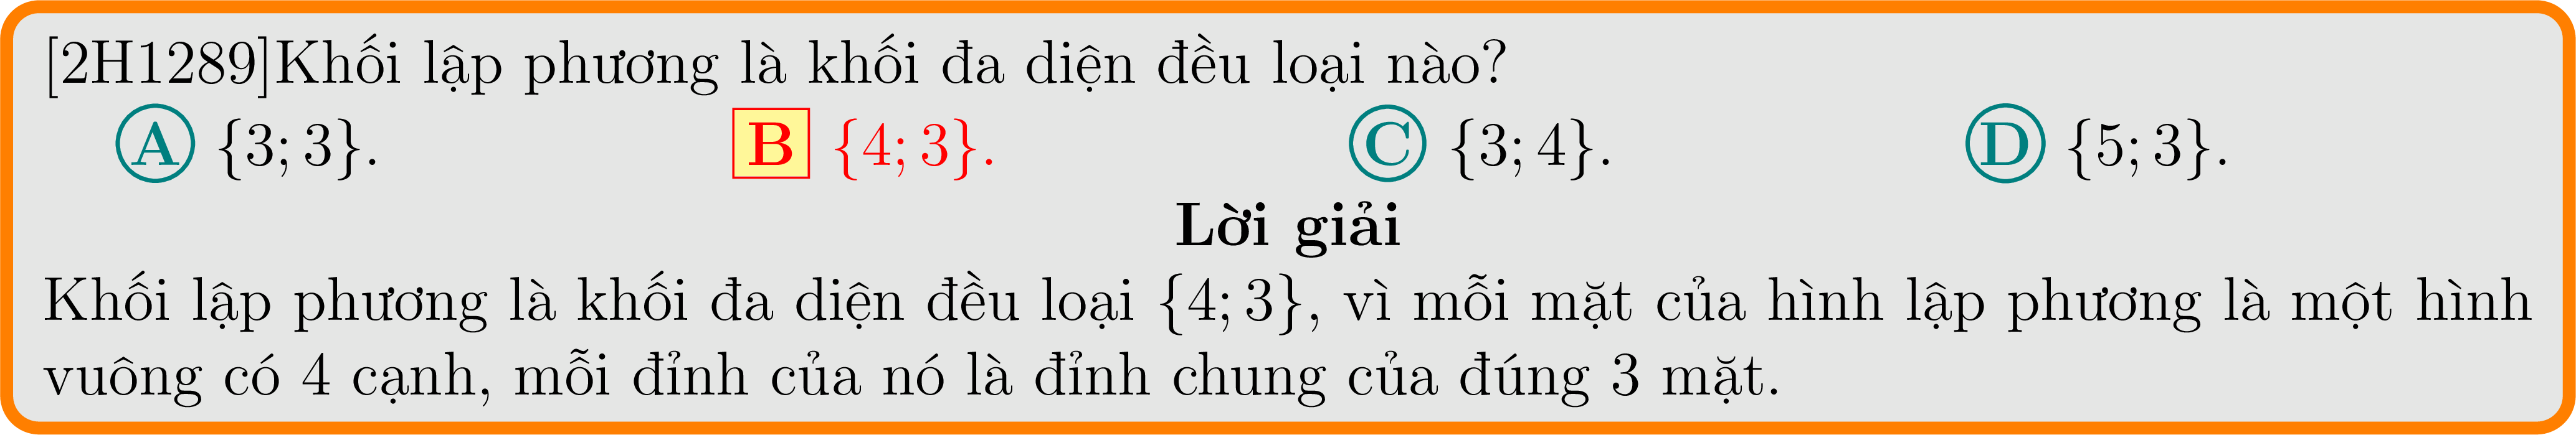 [2H1289]Khối lập phương là khối đa diện đều loại nào?
A {3; 3}. B {4; 3}. C {3; 4}. D {5; 3}.
Lời giải
Khối lập phương là khối đa diện đều loại {4; 3}, vì mỗi mặt của hình lập phương là một hình
vuông có 4 cạnh, mỗi đỉnh của nó là đỉnh chung của đúng 3 mặt.